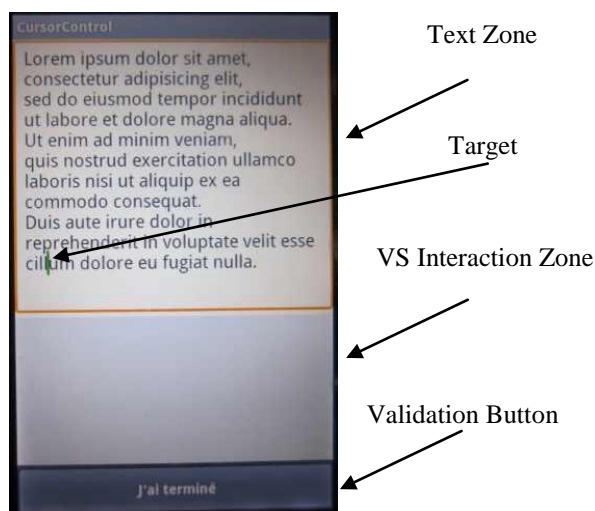 CursorControl
Text Zone
Lorem ipsum dolor sit amet,
consectetur adipisicing elit,
sed do eiusmod tempor incididunt
ut labore et dolore magna aliqua.
Ut enim ad minim veniam,
quis nostrud exercitation ullamco
laboris nisi ut aliquip ex ea
commodo consequat.
Duis aute irure dolor in
reprehenderit in voluptate velit esse
cillum dolore eu fugiat nulla.
Target
VS Interaction Zone
Validation Button
J'ai terminé